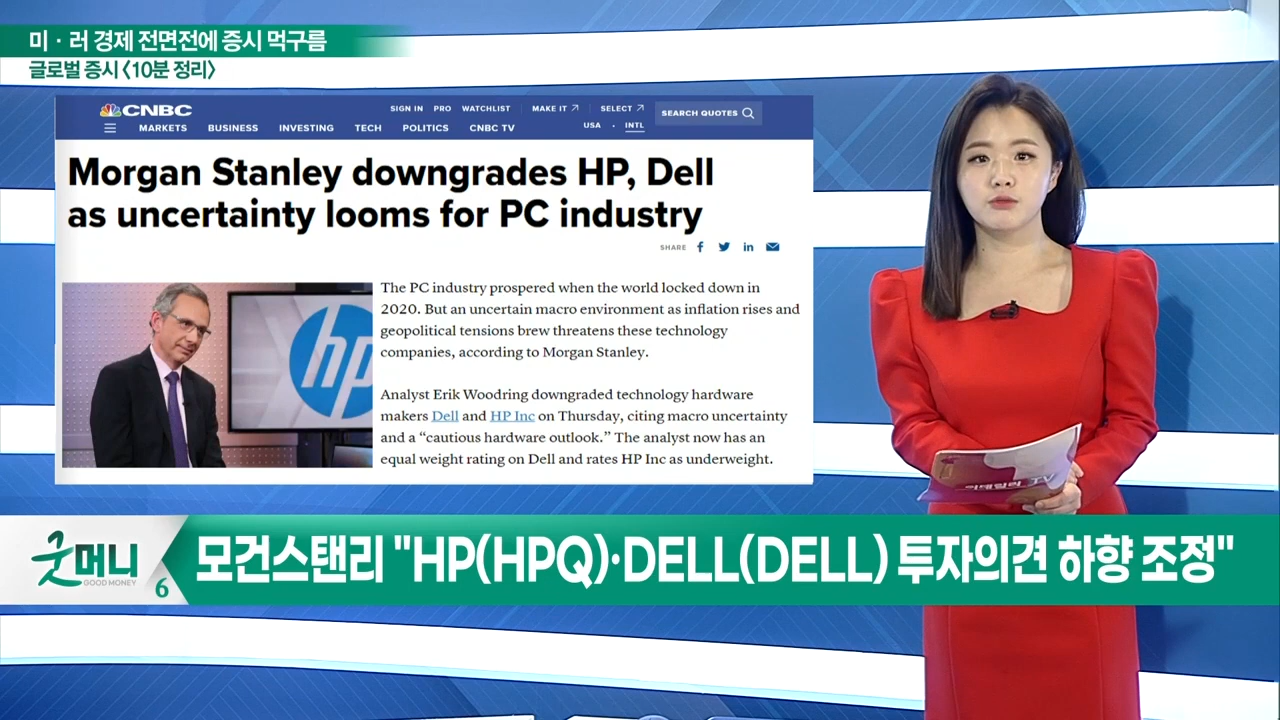 미·러 경제 전면전에 증시 먹구름
글로벌 증시 <10분 정리>
CNBC
SIGN IN PRO WATCHLIST MAKE IT SELECT SEARCH QUOTES
USA · INTL
MARKETS BUSINESS INVESTING TECH POLITICS CNBC TV
Morgan Stanley downgrades HP, Dell
as uncertainty looms for PC industry
SHARE
The PC industry prospered when the world locked down in
2020. But an uncertain macro environment as inflation rises and
geopolitical tensions brew threatens these technology
companies, according to Morgan Stanley.
hp
Analyst Erik Woodring downgraded technology hardware
makers Dell and HP Inc on Thursday, citing macro uncertainty
and a “cautious hardware outlook.” The analyst now has an
equal weight rating on Dell and rates HP Inc as underweight.
이데일리 TV
굿머니
GOOD MONEY
6
모건스탠리 "HP(HPQ)·DELL(DELL) 투자의견 하향 조정"